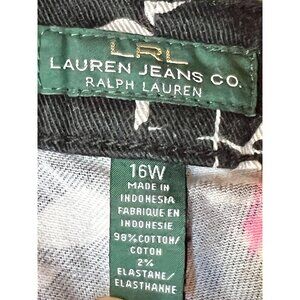 LRL
LAUREN JEANS CO.
RALPH LAUREN
16W
MADE IN
INDONESIA
FABRIQUE EN
INDONESIE
98% COTTON/
COTON
2%
ELASTANE/
ELASTHANNE